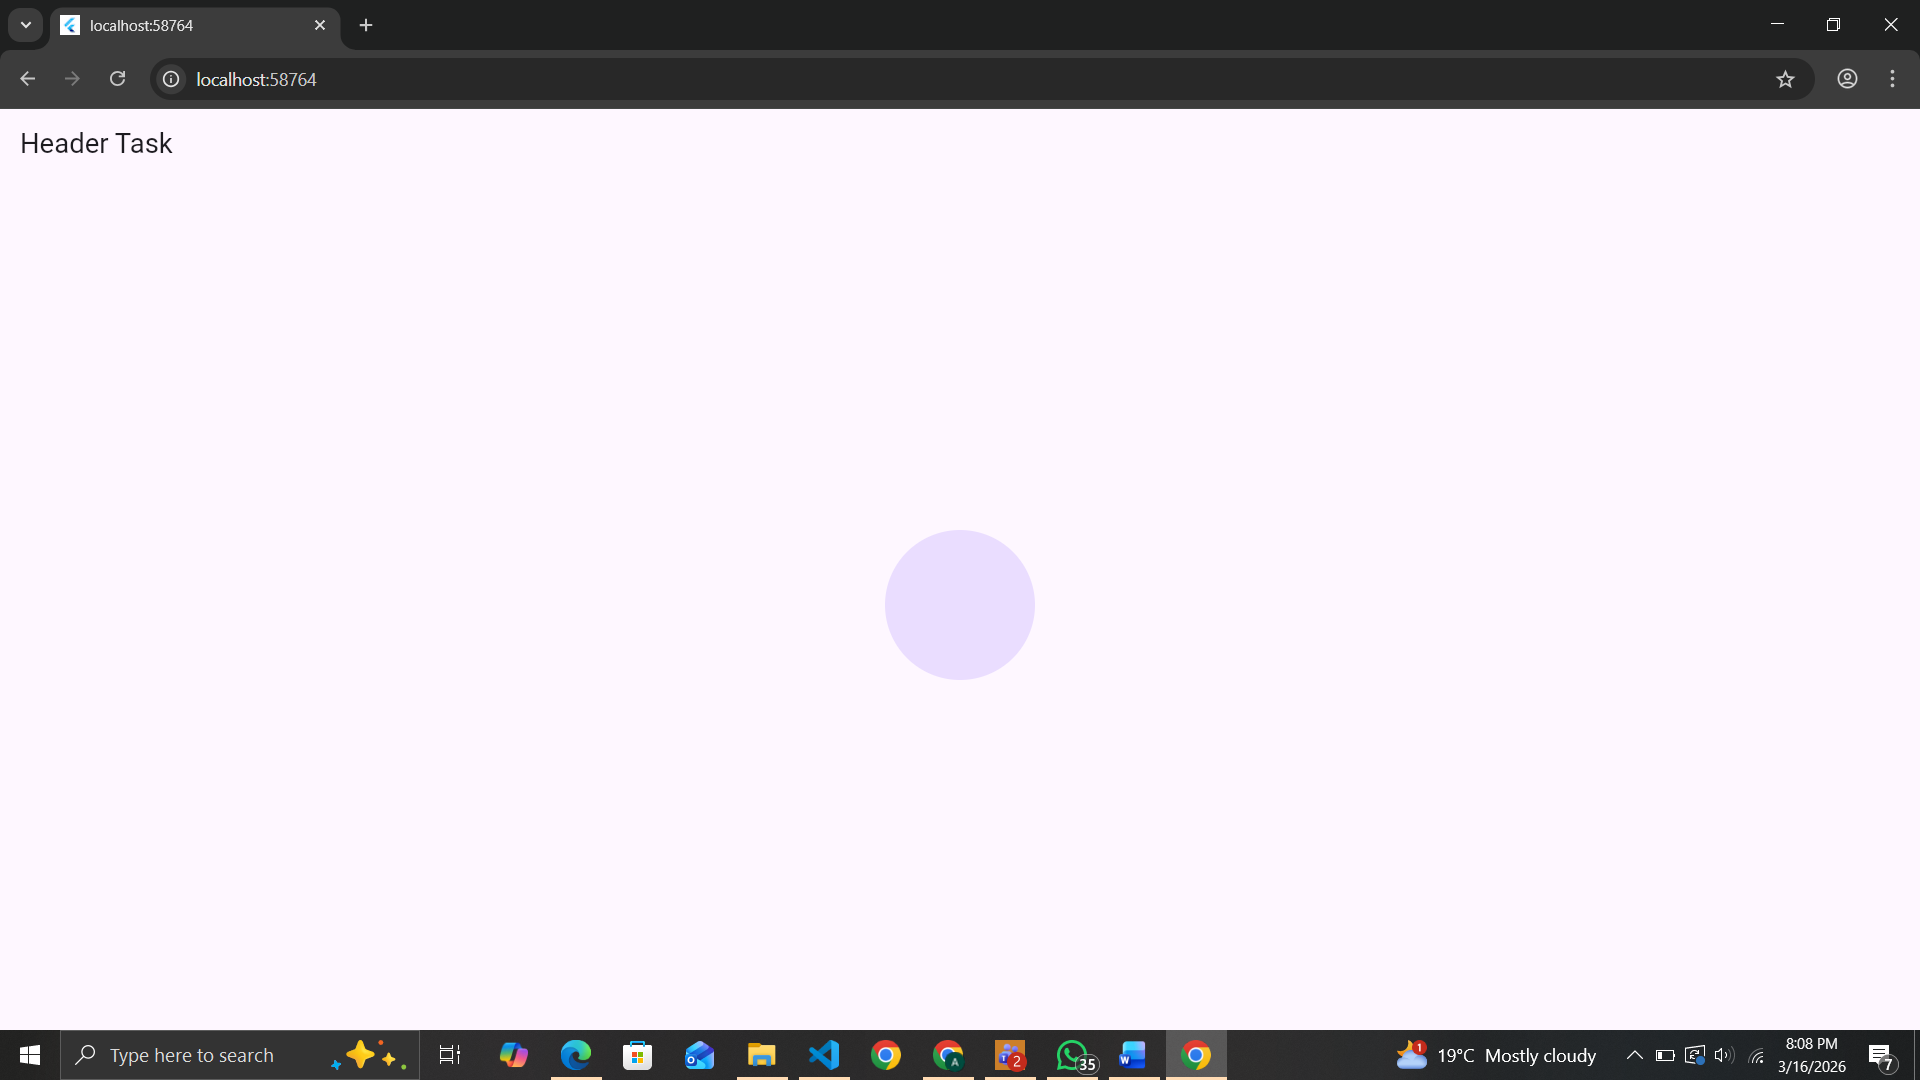 localhost:58764
localhost:58764
Header Task
Type here to search
A
2
35
1
19°C Mostly cloudy
8:08 PM
3/16/2026
7